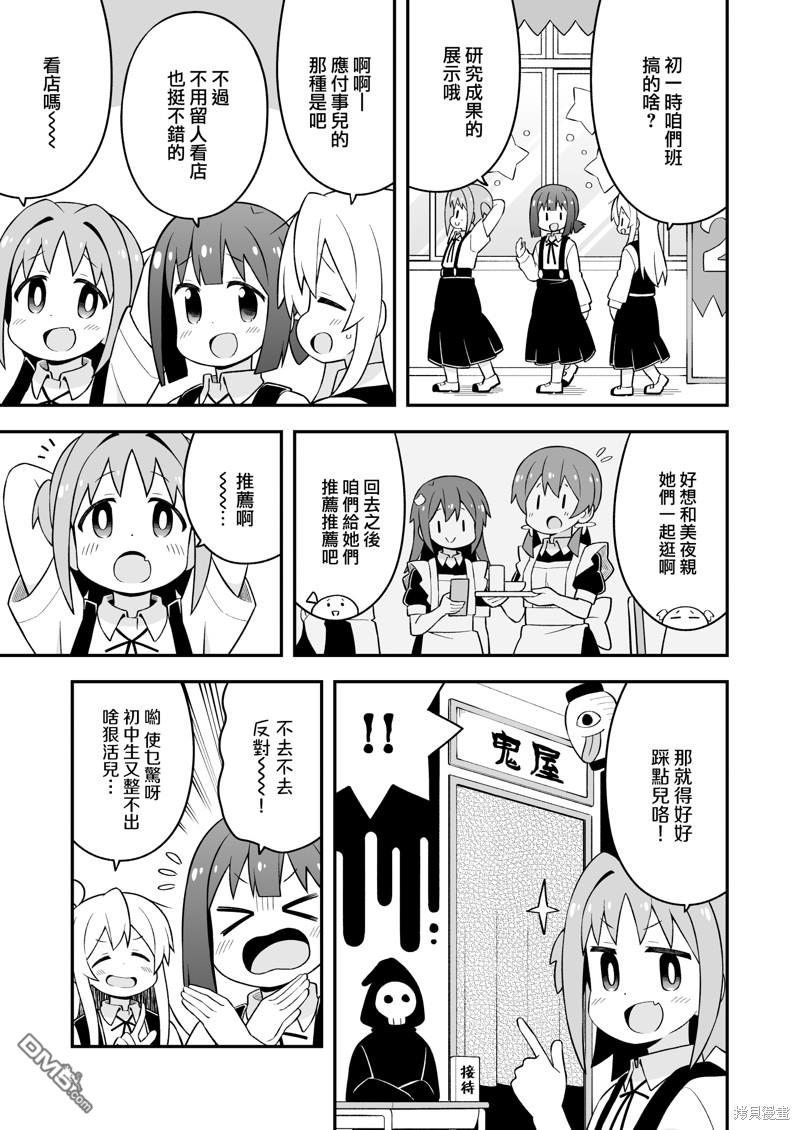 初一時咱們班
搞的啥？
研究成果的
展示哦
2
啊啊─
應付事兒的
那種是吧
不過
不用留人看店
也挺不錯的
看店嗎～～
好想和美夜親
她們一起逛啊
回去之後
咱們給她們
推薦推薦吧
推薦啊
～～…
那就得好好
踩點兒咯！
鬼屋
!!
接待
不去不去
反對～～！
喲 使乜驚呀
初中生又整不出
啥狠活兒…
DM5.com
拷貝漫畫